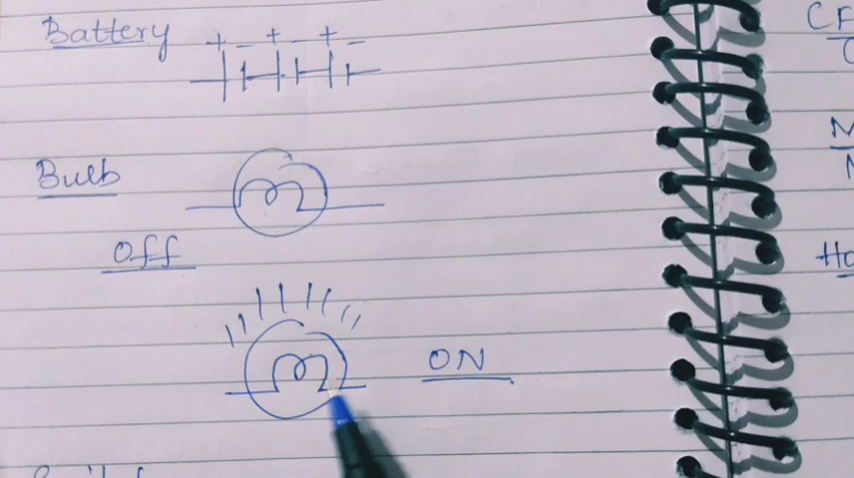 Battery
+ - + - + -
Bulb
Off
ON